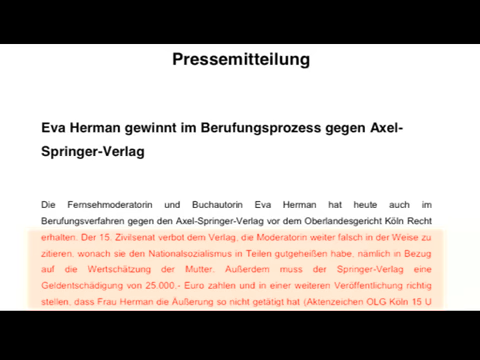 Pressemitteilung
Eva Herman gewinnt im Berufungsprozess gegen Axel-
Springer-Verlag
Die Fernsehmoderatorin und Buchautorin Eva Herman hat heute auch im
Berufungsverfahren gegen den Axel-Springer-Verlag vor dem Oberlandesgericht Köln Recht
erhalten. Der 15. Zivilsenat verbot dem Verlag, die Moderatorin weiter falsch in der Weise zu
zitieren, wonach sie den Nationalsozialismus in Teilen gutgeheißen habe, nämlich in Bezug
auf die Wertschätzung der Mutter. Außerdem muss der Springer-Verlag eine
Geldentschädigung von 25.000,- Euro zahlen und in einer weiteren Veröffentlichung richtig
stellen, dass Frau Herman die Äußerung so nicht getätigt hat (Aktenzeichen OLG Köln 15 U